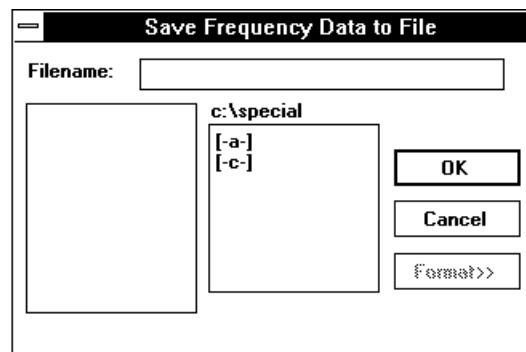 Save Frequency Data to File
Filename:
c:\special
[-a-]
[-c-]
OK
Cancel
Format>>